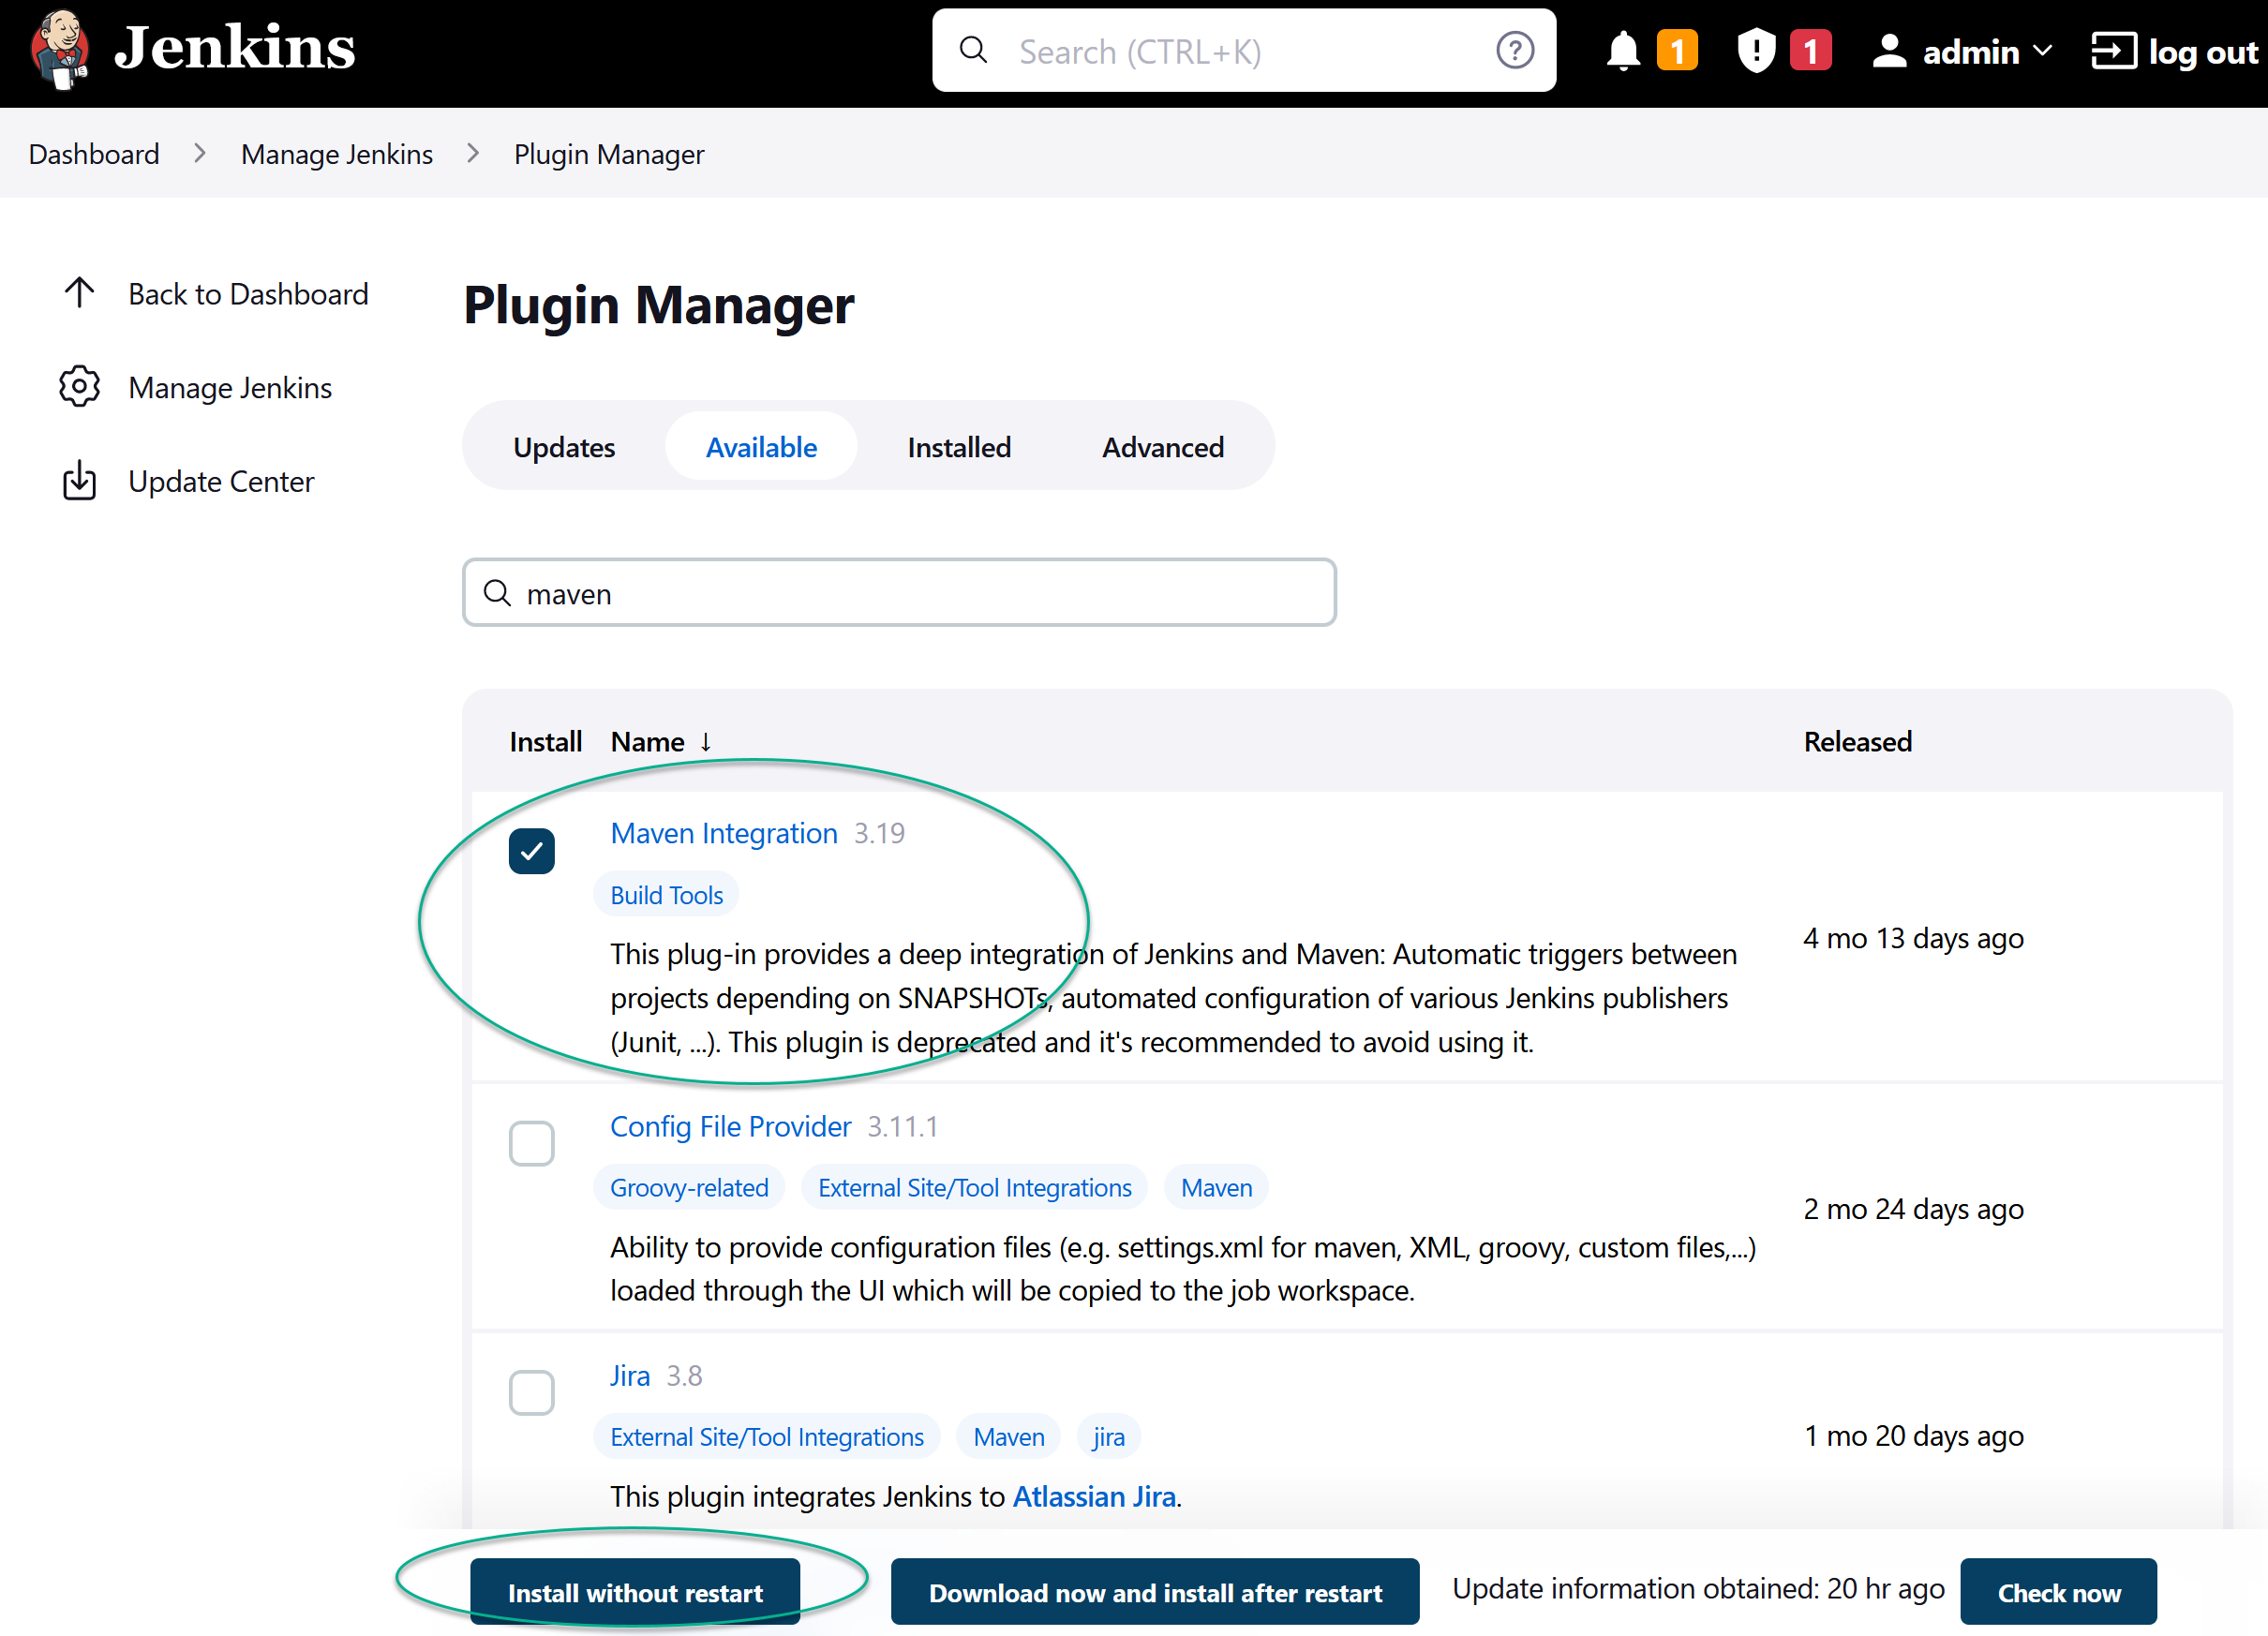 Jenkins
Search (CTRL+K)
1
1
admin
log out
Dashboard
Manage Jenkins
Plugin Manager
Back to Dashboard
Manage Jenkins
Update Center
Plugin Manager
Updates
Available
Installed
Advanced
maven
Install Name ↓ Released
Maven Integration 3.19
Build Tools
This plug-in provides a deep integration of Jenkins and Maven: Automatic triggers between
projects depending on SNAPSHOTs, automated configuration of various Jenkins publishers
(Junit, ...). This plugin is deprecated and it's recommended to avoid using it.
4 mo 13 days ago
Config File Provider 3.11.1
Groovy-related External Site/Tool Integrations Maven
Ability to provide configuration files (e.g. settings.xml for maven, XML, groovy, custom files,...)
loaded through the UI which will be copied to the job workspace.
2 mo 24 days ago
Jira 3.8
External Site/Tool Integrations Maven jira
This plugin integrates Jenkins to Atlassian Jira.
1 mo 20 days ago
Install without restart
Download now and install after restart
Update information obtained: 20 hr ago
Check now